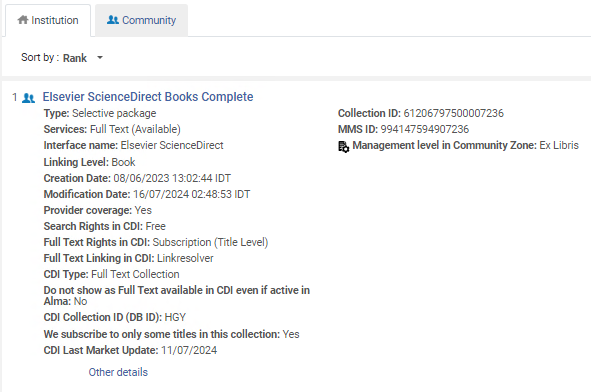 Institution
Community
Sort by : Rank
1 Elsevier ScienceDirect Books Complete
Type: Selective package
Services: Full Text (Available)
Interface name: Elsevier ScienceDirect
Linking Level: Book
Creation Date: 08/06/2023 13:02:44 IDT
Modification Date: 16/07/2024 02:48:53 IDT
Provider coverage: Yes
Search Rights in CDI: Free
Full Text Rights in CDI: Subscription (Title Level)
Full Text Linking in CDI: Linkresolver
CDI Type: Full Text Collection
Do not show as Full Text available in CDI even if active in
Alma: No
CDI Collection ID (DB ID): HGY
We subscribe to only some titles in this collection: Yes
CDI Last Market Update: 11/07/2024
Other details
Collection ID: 61206797500007236
MMS ID: 994147594907236
Management level in Community Zone: Ex Libris